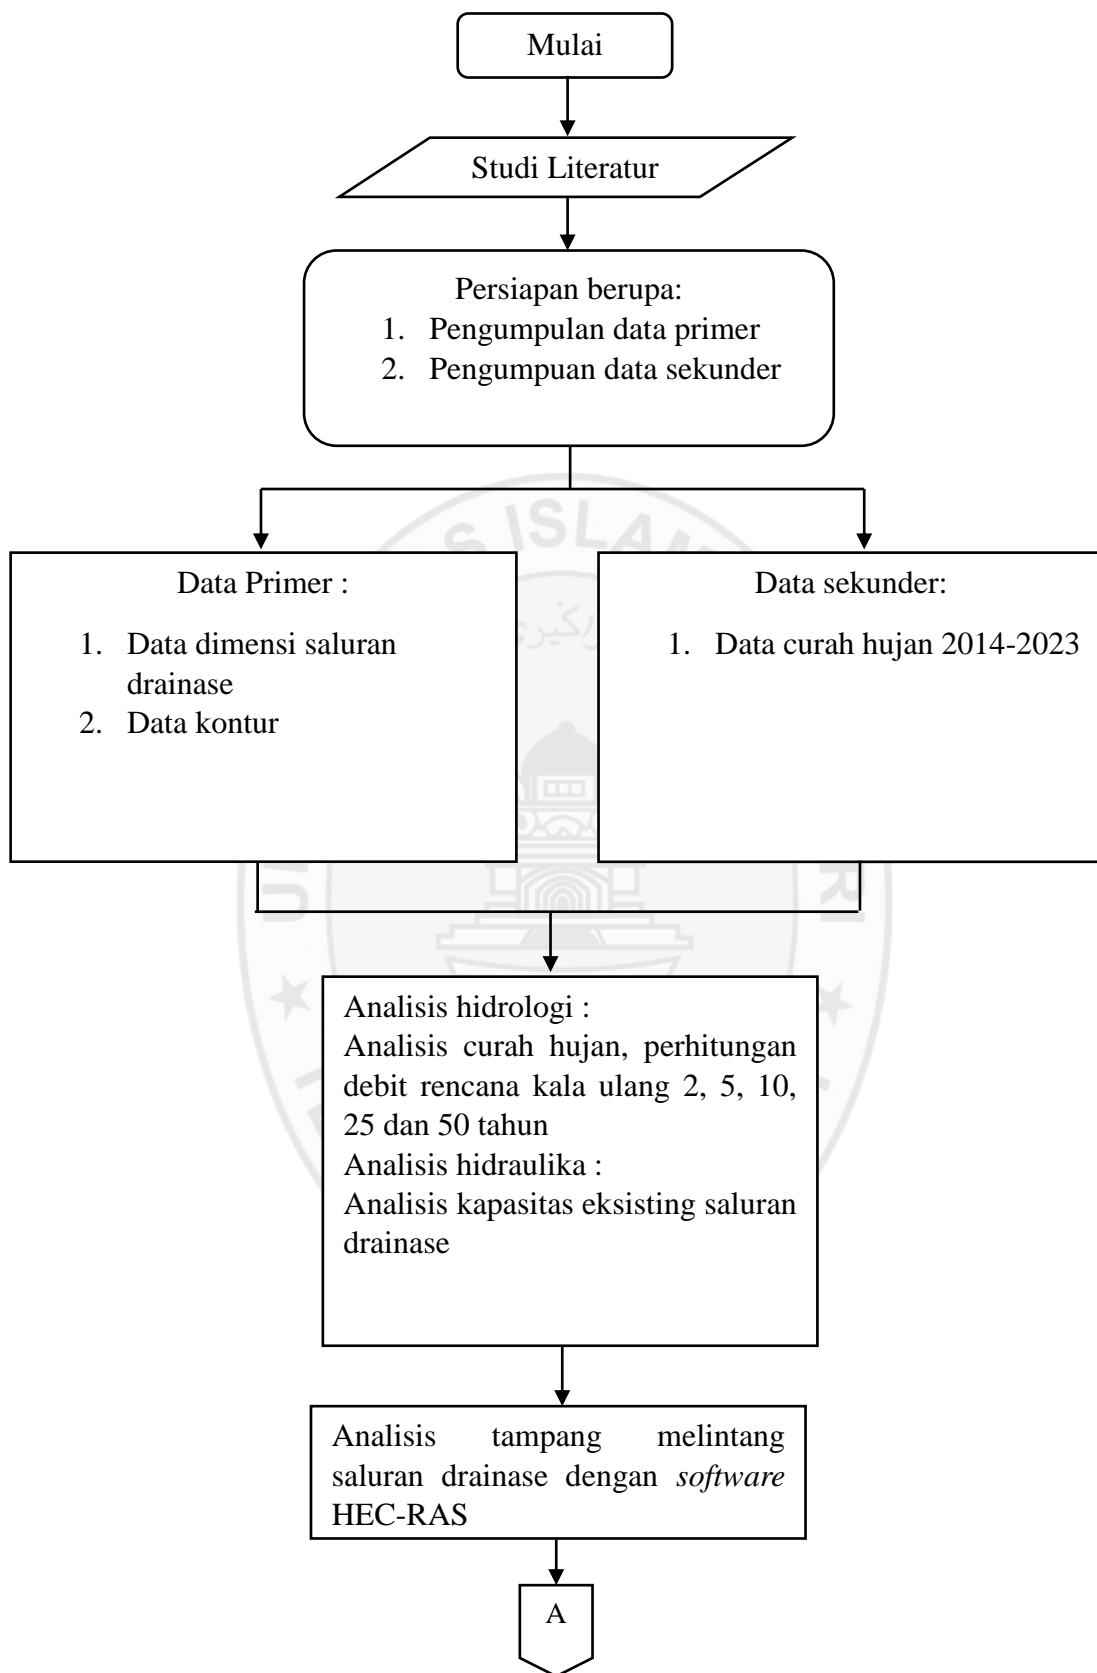 Mulai
Studi Literatur
Persiapan berupa:
1. Pengumpulan data primer
2. Pengumpuan data sekunder
Data Primer :
1. Data dimensi saluran
drainase
2. Data kontur
Data sekunder:
1. Data curah hujan 2014-2023
Analisis hidrologi :
Analisis curah hujan, perhitungan
debit rencana kala ulang 2, 5, 10,
25 dan 50 tahun
Analisis hidraulika :
Analisis kapasitas eksisting saluran
drainase
Analisis tampang melintang
saluran drainase dengan software
HEC-RAS
A
S ISLA